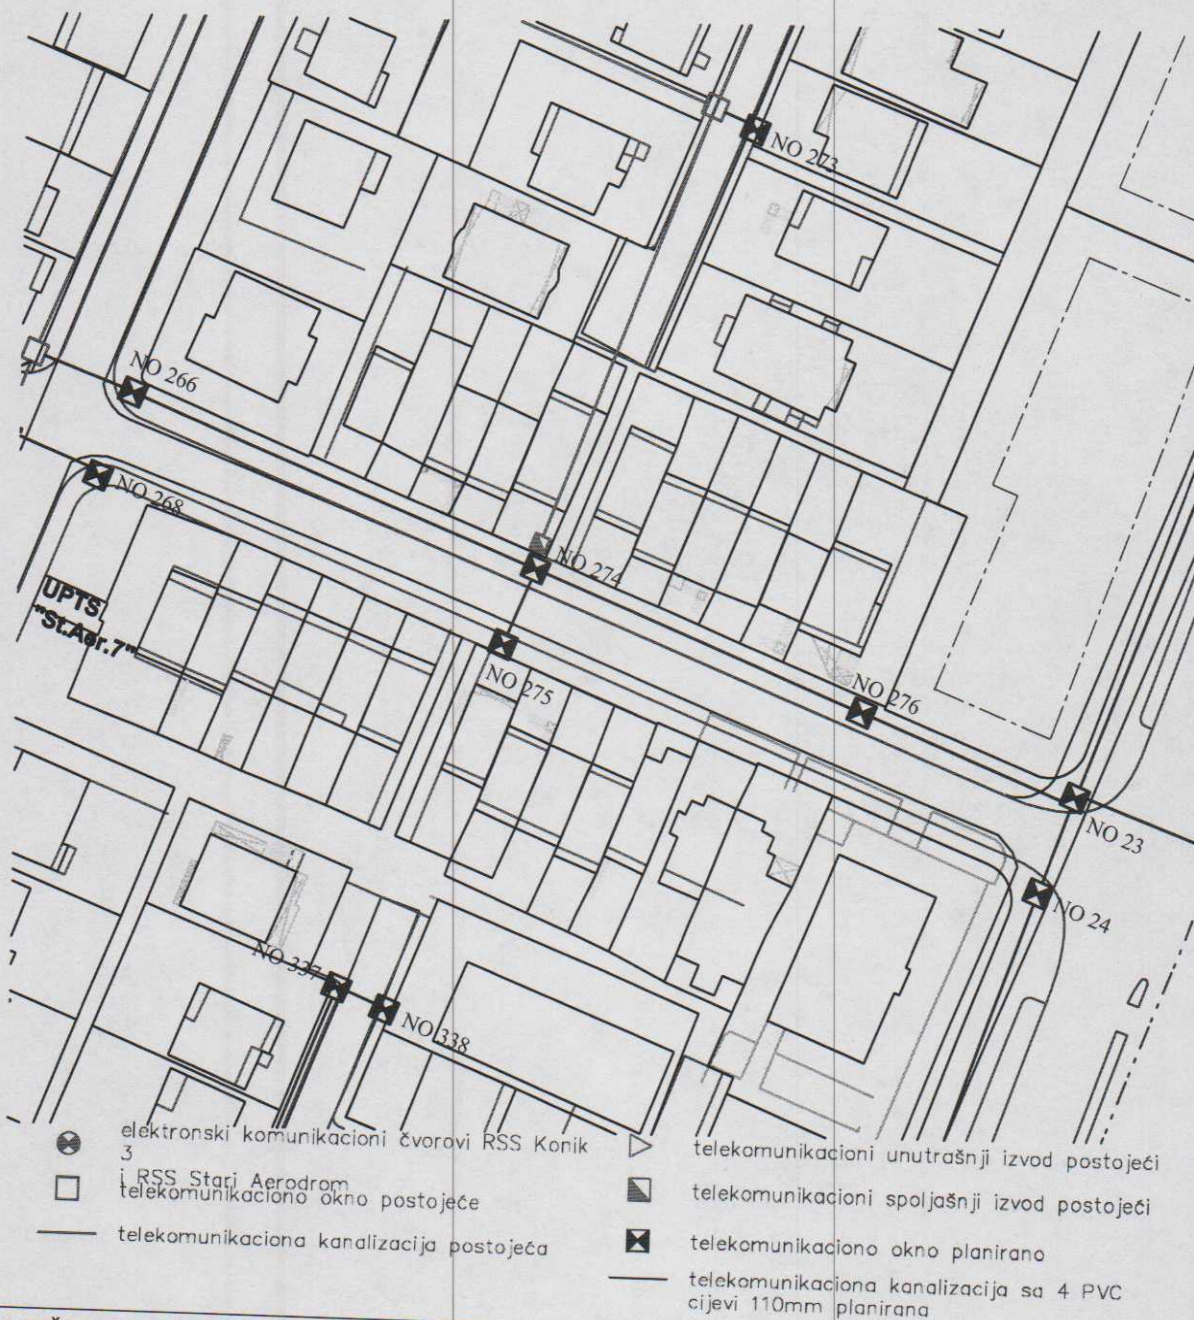 NO 273
NO 266
NO 268
NO 274
UPTS
"St.Aer.7"
NO 275
NO 276
NO 23
NO 24
NO 337
NO 338
elektronski komunikacioni čvorovi RSS Konik
3
i RSS Stari Aerodrom
telekomunikaciono okno postojeće
telekomunikaciona kanalizacija postojeća
telekomunikacioni unutrašnji izvod postojeći
telekomunikacioni spoljašnji izvod postojeći
telekomunikaciono okno planirano
telekomunikaciona kanalizacija sa 4 PVC
cijevi 110mm planirana